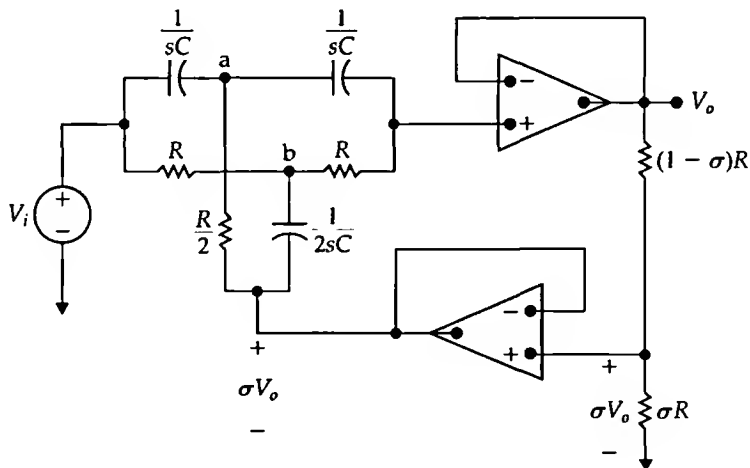 1/sC
a
1/sC
−
+
V_o
R
b
R
(1 − σ)R
+
−
V_i
R/2
1/2sC
−
+
+
+
σV_o
−
σV_o
σR
−